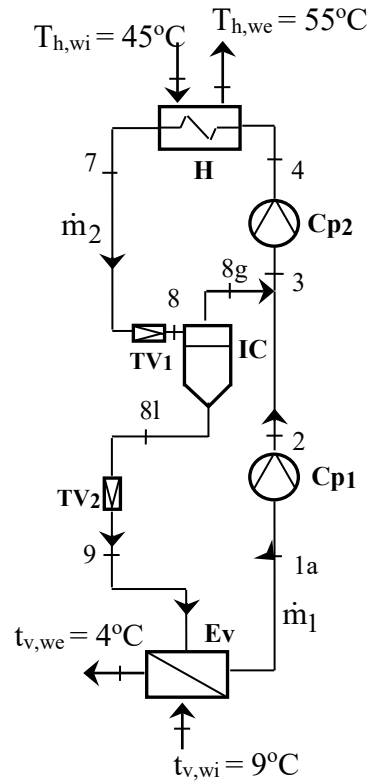 T_h,wi = 45°C
T_h,we = 55°C
H
7
4
ṁ₂
Cp2
8g
3
8
TV1
IC
8l
2
Cp1
TV2
9
1a
ṁ₁
Ev
t_v,we = 4°C
t_v,wi = 9°C